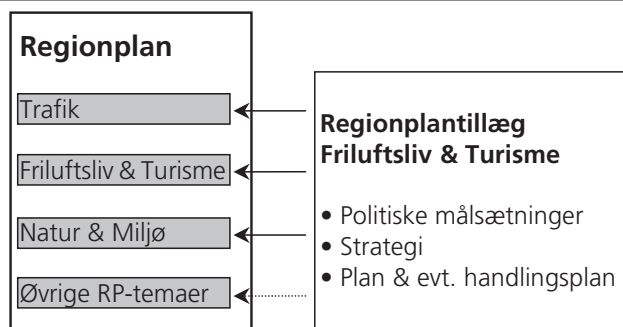 Regionplan
Trafik
Friluftsliv & Turisme
Natur & Miljø
Øvrige RP-temaer
Regionplantillæg
Friluftsliv & Turisme
• Politiske målsætninger
• Strategi
• Plan & evt. handlingsplan